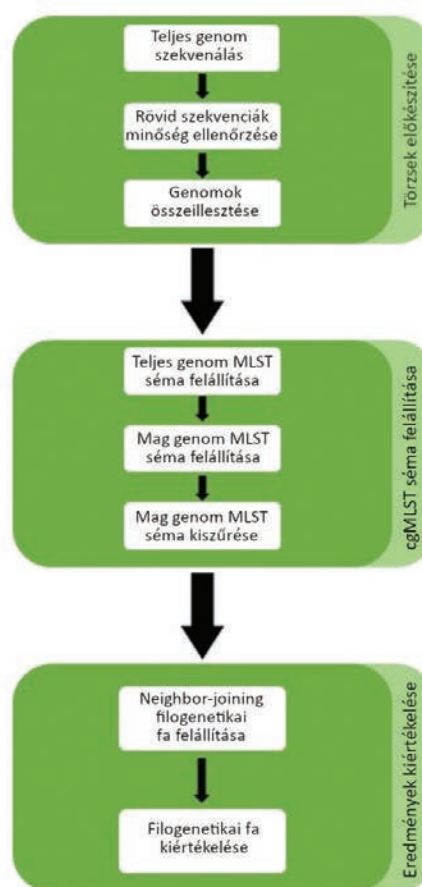 Teljes genom
szekvenálás
Rövid szekvenciák
minőség ellenőrzése
Genomok
összeillesztése
Törzsek előkészítése
Teljes genom MLST
séma felállítása
Mag genom MLST
séma felállítása
Mag genom MLST
séma kiszűrése
cgMLST séma felállítása
Neighbor-joining
filogenetikai
fa felállítása
Filogenetikai fa
kiértékelése
Eredmények kiértékelése